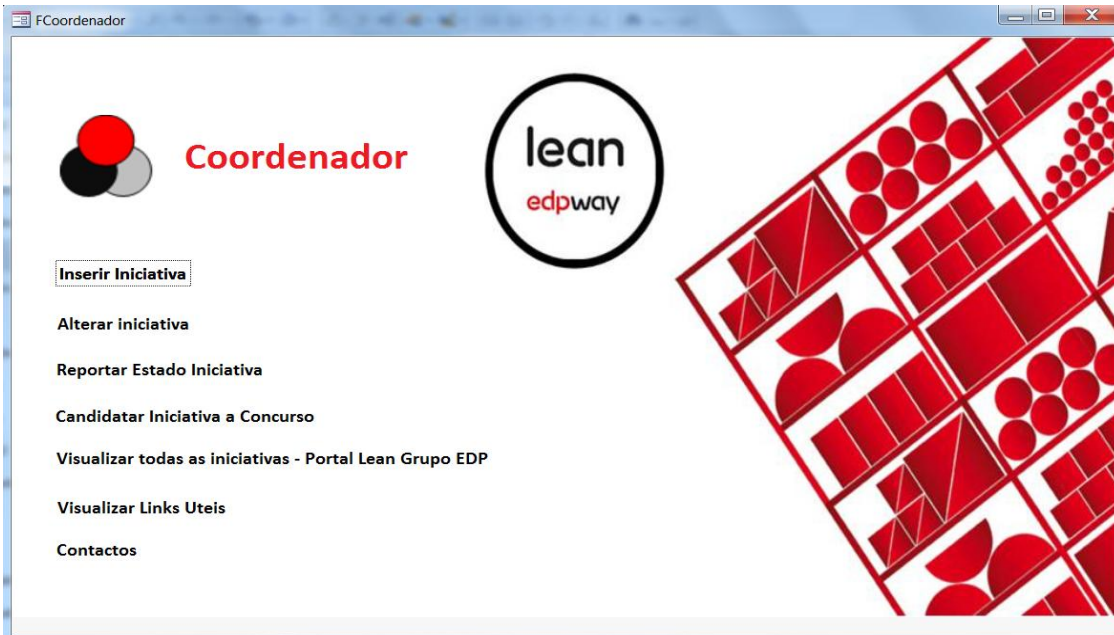 FCoordenador
Coordenador
lean
edpway
Inserir Iniciativa
Alterar iniciativa
Reportar Estado Iniciativa
Candidatar Iniciativa a Concurso
Visualizar todas as iniciativas - Portal Lean Grupo EDP
Visualizar Links Uteis
Contactos